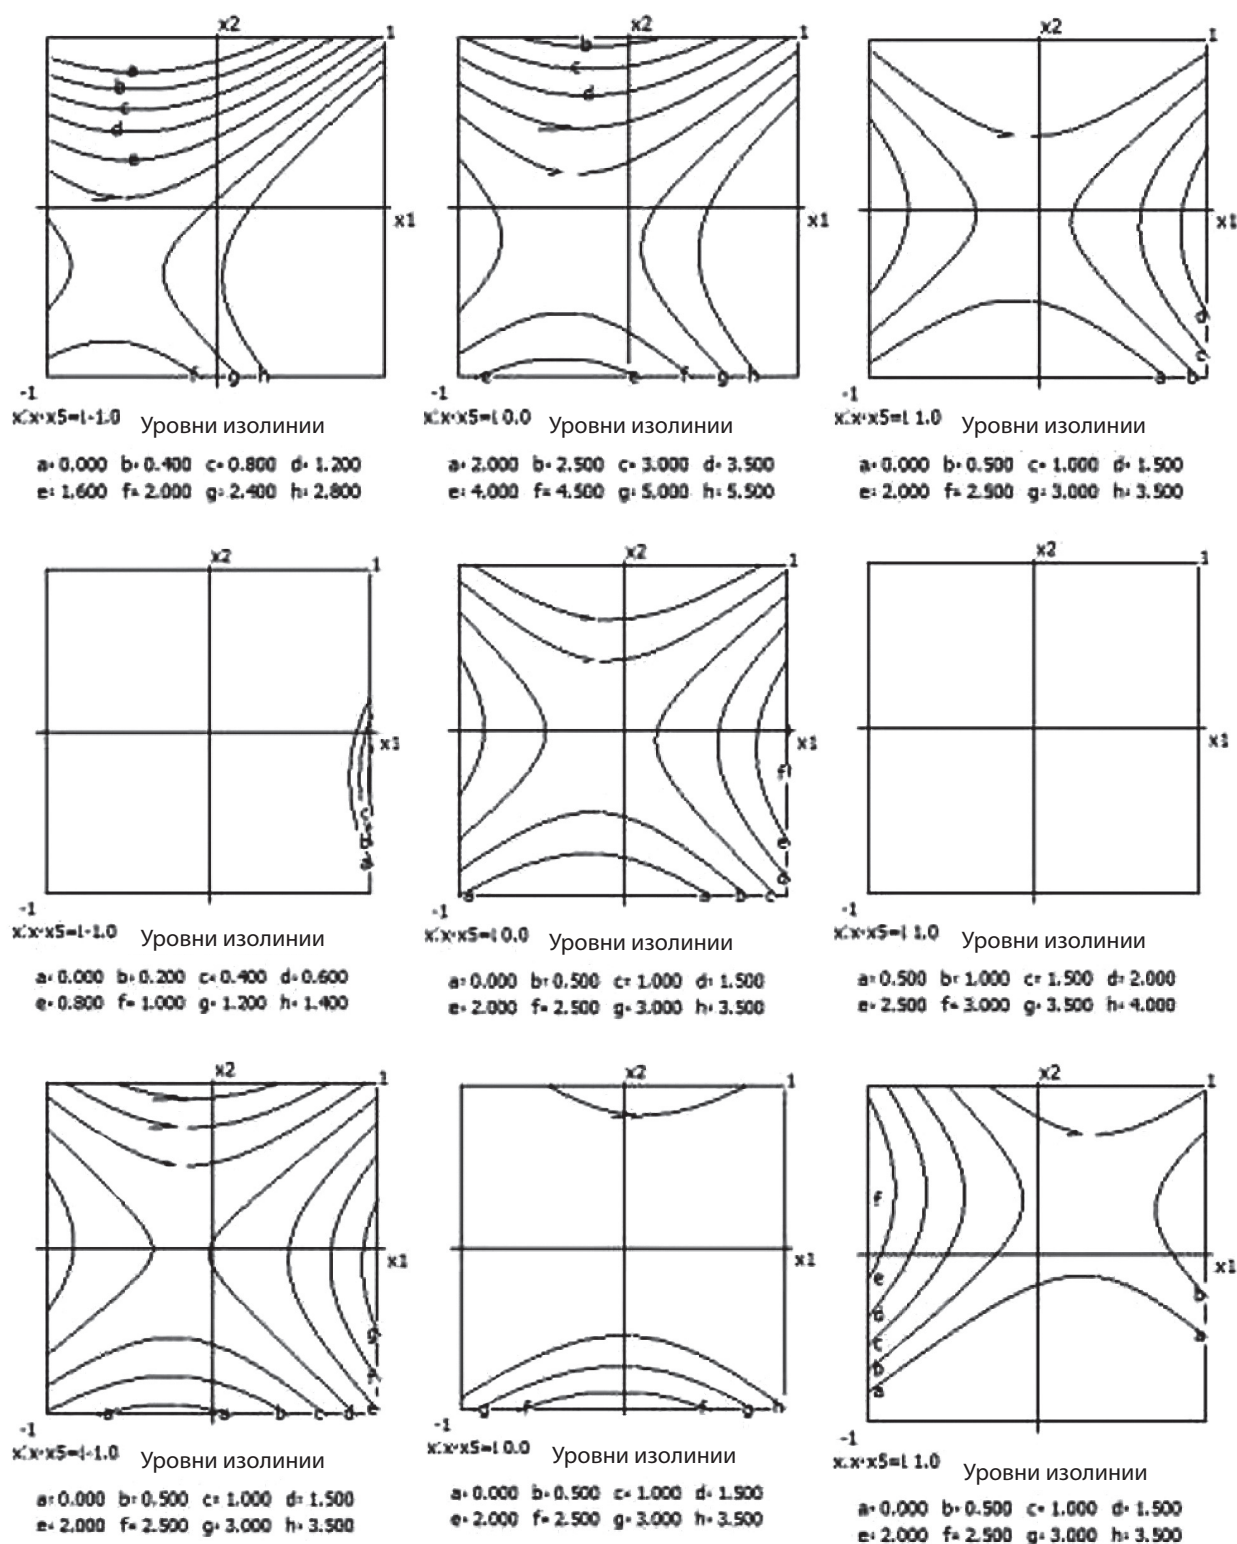 x2 1
a
b
c
d
e
x1
f g h
-1
x5=-1.0 Уровни изолинии
a: 0.000 b: 0.400 c: 0.800 d: 1.200
e: 1.600 f= 2.000 g: 2.400 h: 2.800
x2 1
b
c
d
x1
e e f g h
-1
x5= 0.0 Уровни изолинии
a: 2.000 b: 2.500 c= 3.000 d: 3.500
e: 4.000 f= 4.500 g: 5.000 h: 5.500
x2 1
x1
d
c
a b
-1
x5= 1.0 Уровни изолинии
a: 0.000 b: 0.500 c= 1.000 d: 1.500
e: 2.000 f= 2.500 g: 3.000 h: 3.500
x2 1
x1
c
b
a
-1
x5=-1.0 Уровни изолинии
a: 0.000 b: 0.200 c: 0.400 d: 0.600
e: 0.800 f= 1.000 g: 1.200 h: 1.400
x2 1
x1
f
e
a a b c
-1
x5= 0.0 Уровни изолинии
a: 0.000 b: 0.500 c: 1.000 d: 1.500
e: 2.000 f= 2.500 g: 3.000 h: 3.500
x2 1
x1
-1
x5= 1.0 Уровни изолинии
a: 0.500 b: 1.000 c: 1.500 d: 2.000
e: 2.500 f= 3.000 g: 3.500 h: 4.000
x2 1
x1
g
f
a a b c d e
-1
x5=-1.0 Уровни изолинии
a: 0.000 b: 0.500 c: 1.000 d: 1.500
e: 2.000 f= 2.500 g: 3.000 h: 3.500
x2 1
x1
g f f g h
-1
x5= 0.0 Уровни изолинии
a: 0.000 b: 0.500 c: 1.000 d: 1.500
e: 2.000 f= 2.500 g: 3.000 h: 3.500
x2 1
f
x1
e
b
d
c a
b
a
-1
x5= 1.0 Уровни изолинии
a: 0.000 b: 0.500 c= 1.000 d: 1.500
e: 2.000 f= 2.500 g: 3.000 h: 3.500